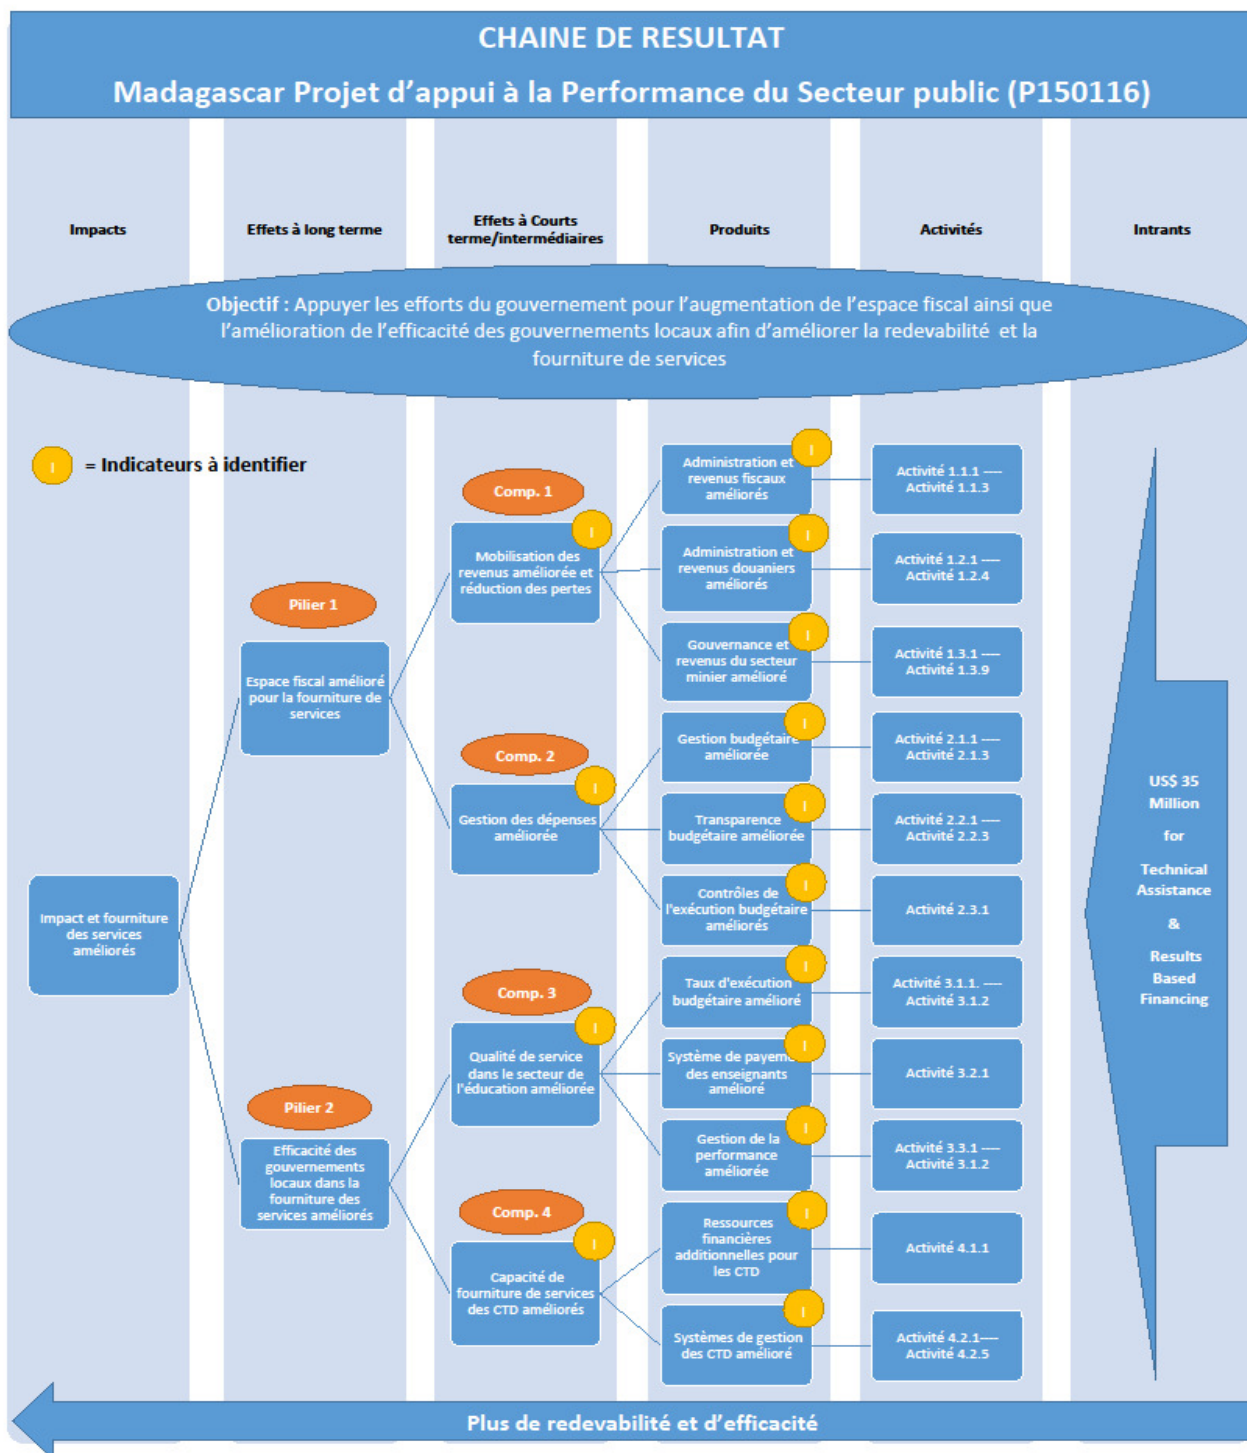 CHAINE DE RESULTAT
Madagascar Projet d'appui à la Performance du Secteur public (P150116)
Impacts
Effets à long terme
Effets à Courts
terme/intermédiaires
Produits
Activités
Intrants
Objectif : Appuyer les efforts du gouvernement pour l'augmentation de l'espace fiscal ainsi que
l'amélioration de l'efficacité des gouvernements locaux afin d'améliorer la redevabilité et la
fourniture de services
I = Indicateurs à identifier
Impact et fourniture
des services
améliorés
Pilier 1
Espace fiscal amélioré
pour la fourniture de
services
Pilier 2
Efficacité des
gouvernements
locaux dans la
fourniture des
services améliorés
Comp. 1
I
Mobilisation des
revenus améliorée et
réduction des pertes
Comp. 2
I
Gestion des dépenses
améliorée
Comp. 3
I
Qualité de service
dans le secteur de
l'éducation améliorée
Comp. 4
I
Capacité de
fourniture de services
des CTD améliorés
I
Administration et
revenus fiscaux
améliorés
I
Administration et
revenus douaniers
améliorés
I
Gouvernance et
revenus du secteur
minier amélioré
I
Gestion budgétaire
améliorée
I
Transparence
budgétaire améliorée
I
Contrôles de
l'exécution budgétaire
améliorés
I
Taux d'exécution
budgétaire amélioré
I
Système de
des enseignants
amélioré
I
Gestion de la
performance
améliorée
I
Ressources
financières
additionnelles pour
les CTD
I
Systèmes de gestion
des CTD amélioré
Activité 1.1.1 ----
Activité 1.1.3
Activité 1.2.1 ----
Activité 1.2.4
Activité 1.3.1 ----
Activité 1.3.9
Activité 2.1.1 ----
Activité 2.1.3
Activité 2.2.1 ----
Activité 2.2.3
Activité 2.3.1
Activité 3.1.1. ----
Activité 3.1.2
Activité 3.2.1
Activité 3.3.1 ----
Activité 3.1.2
Activité 4.1.1
Activité 4.2.1----
Activité 4.2.5
US$ 35
Million
for
Technical
Assistance
&
Results
Based
Financing
Plus de redevabilité et d'efficacité